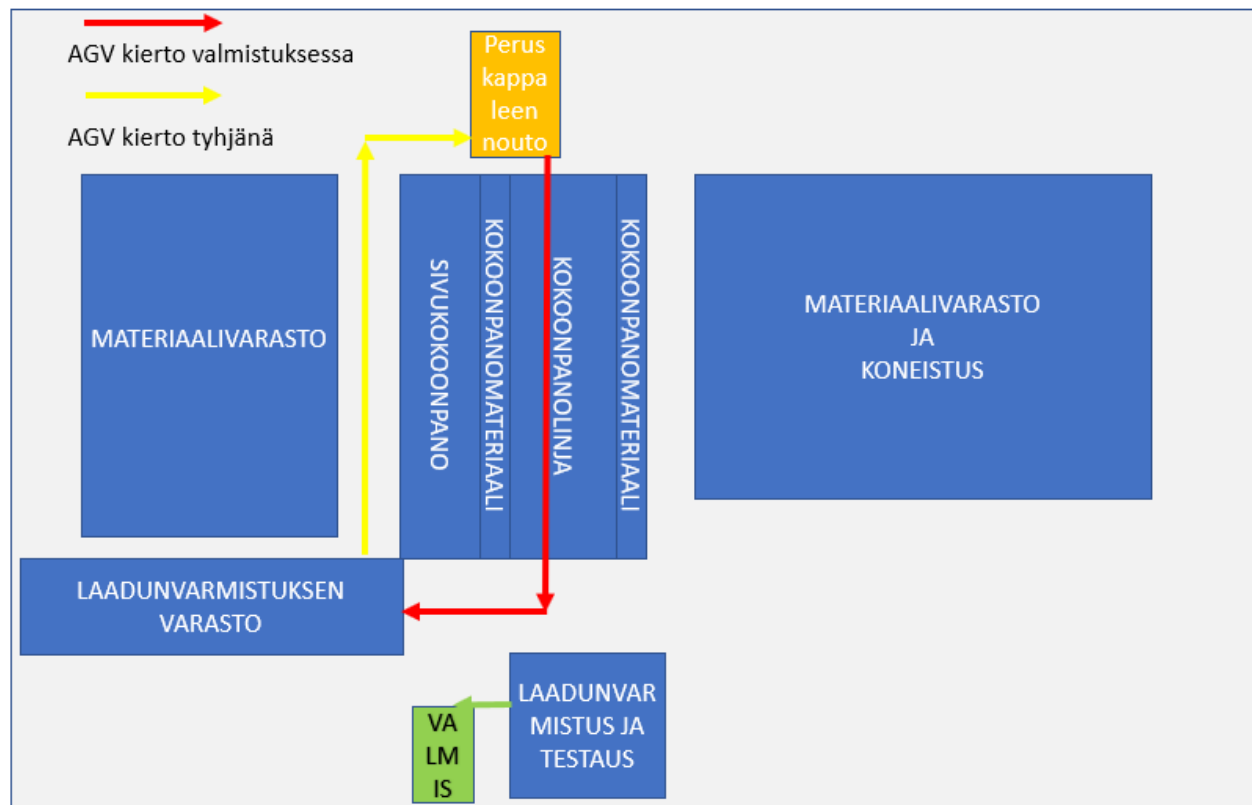 AGV kierto valmistuksessa
AGV kierto tyhjänä
Perus
kappa
leen
nouto
MATERIAALIVARASTO
SIVUKOKOONPANO
KOKOONPANOMATERIAALI
KOKOONPANOLINJA
KOKOONPANOMATERIAALI
MATERIAALIVARASTO
JA
KONEISTUS
LAADUNVARMISTUKSEN
VARASTO
LAADUNVAR
MISTUS JA
TESTAUS
VA
LM
IS